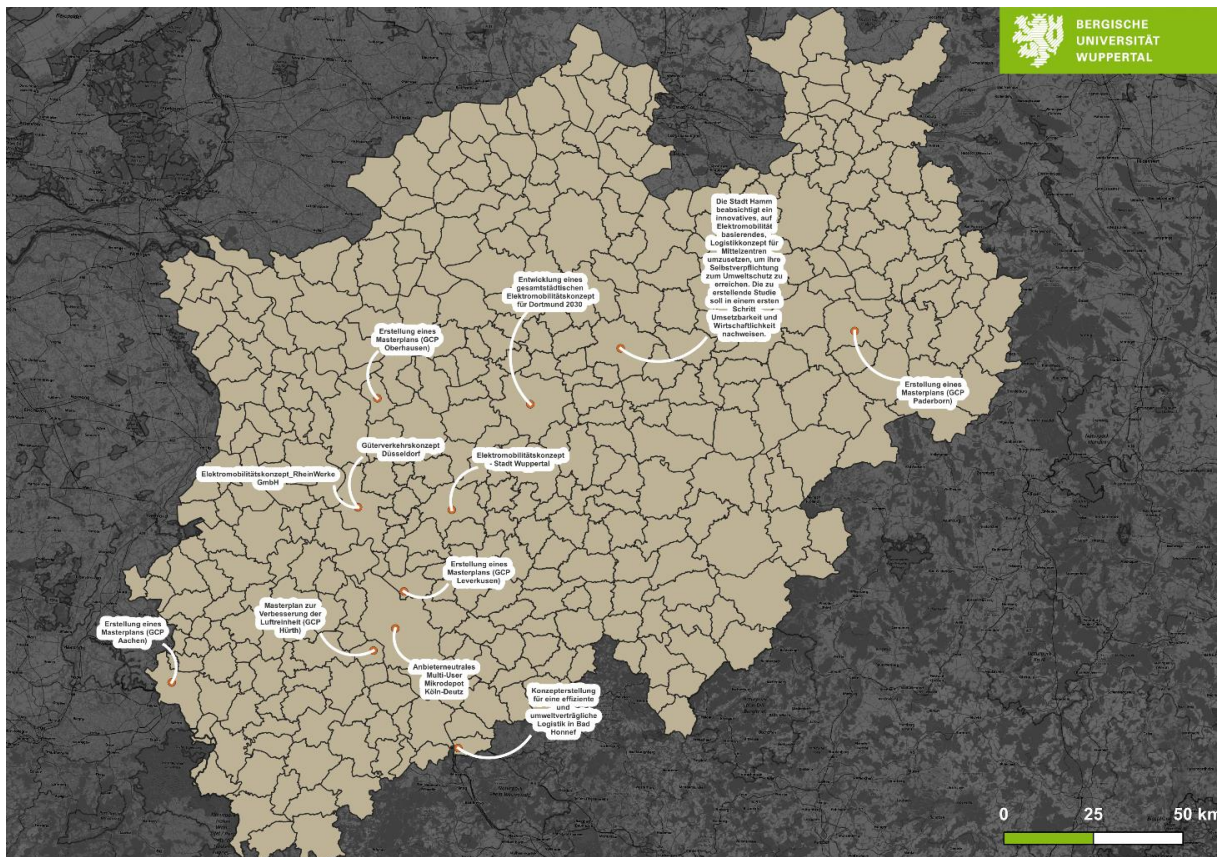 BERGISCHE
UNIVERSITÄT
WUPPERTAL
Die Stadt Hamm
beabsichtigt ein
innovatives, auf
Elektromobilität
basierendes,
Logistikkonzept für
Mittelzentren
umzusetzen, um ihre
Selbstverpflichtung
zum Umweltschutz zu
erreichen. Die zu
erstellende Studie
soll in einem ersten
Schritt
Umsetzbarkeit und
Wirtschaftlichkeit
nachweisen.
Entwicklung eines
gesamtstädtischen
Elektromobilitätskonzept
für Dortmund 2030
Erstellung eines
Masterplans (GCP
Oberhausen)
Erstellung eines
Masterplans (GCP
Paderborn)
Güterverkehrskonzept
Düsseldorf
Elektromobilitätskonzept
- Stadt Wuppertal
Elektromobilitätskonzept_RheinWerke
GmbH
Erstellung eines
Masterplans (GCP
Leverkusen)
Masterplan zur
Verbesserung der
Luftreinheit (GCP
Hürth)
Erstellung eines
Masterplans (GCP
Aachen)
Anbieterneutrales
Multi-User
Mikrodepot
Köln-Deutz
Konzepterstellung
für eine effiziente
und
umweltverträgliche
Logistik in Bad
Honnef
0 25 50 km